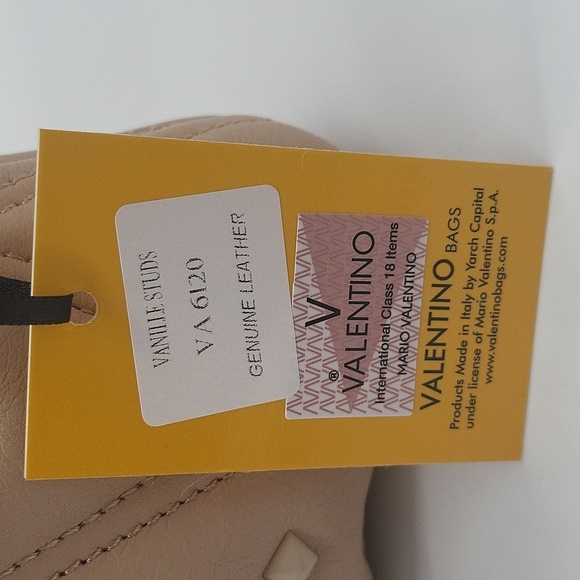 VANILLE STUDS
VA 6120
GENUINE LEATHER
V
® VALENTINO
International Class 18 Items
MARIO VALENTINO
VALENTINO BAGS
Products Made in Italy by Yarch Capital
under license of Mario Valentino S.p.A.
www.valentinobags.com